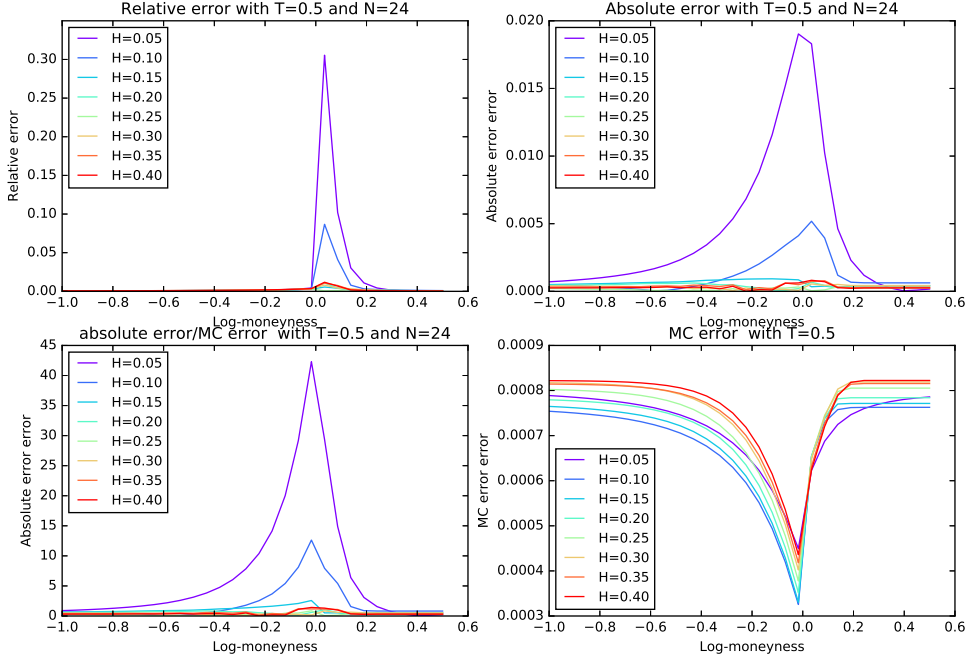 Relative error with T=0.5 and N=24
Relative error
0.30
0.25
0.20
0.15
0.10
0.05
0.00
H=0.05
H=0.10
H=0.15
H=0.20
H=0.25
H=0.30
H=0.35
H=0.40
−1.0 −0.8 −0.6 −0.4 −0.2 0.0 0.2 0.4 0.6
Log-moneyness
Absolute error with T=0.5 and N=24
Absolute error error
0.020
0.015
0.010
0.005
0.000
H=0.05
H=0.10
H=0.15
H=0.20
H=0.25
H=0.30
H=0.35
H=0.40
−1.0 −0.8 −0.6 −0.4 −0.2 0.0 0.2 0.4 0.6
Log-moneyness
absolute error/MC error with T=0.5 and N=24
Absolute error error
45
40
35
30
25
20
15
10
5
0
H=0.05
H=0.10
H=0.15
H=0.20
H=0.25
H=0.30
H=0.35
H=0.40
−1.0 −0.8 −0.6 −0.4 −0.2 0.0 0.2 0.4 0.6
Log-moneyness
MC error with T=0.5
MC error error
0.0009
0.0008
0.0007
0.0006
0.0005
0.0004
0.0003
H=0.05
H=0.10
H=0.15
H=0.20
H=0.25
H=0.30
H=0.35
H=0.40
−1.0 −0.8 −0.6 −0.4 −0.2 0.0 0.2 0.4 0.6
Log-moneyness